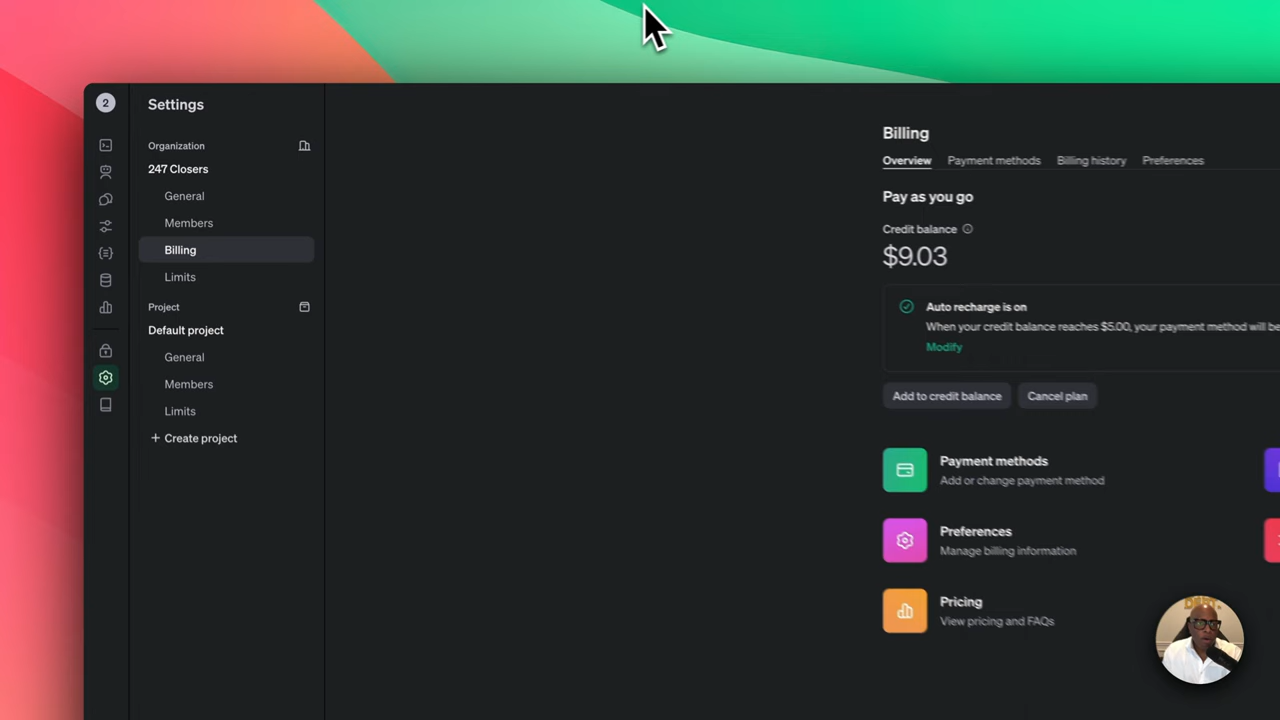 2
Settings
Organization
247 Closers
General
Members
Billing
Limits
Project
Default project
General
Members
Limits
+ Create project
Billing
Overview Payment methods Billing history Preferences
Pay as you go
Credit balance
$9.03
Auto recharge is on
When your credit balance reaches $5.00, your payment method will be
Modify
Add to credit balance Cancel plan
Payment methods
Add or change payment method
Preferences
Manage billing information
Pricing
View pricing and FAQs